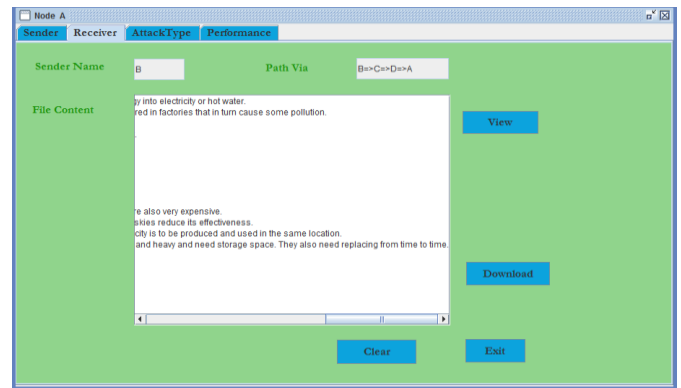 Node A
Sender Receiver AttackType Performance
Sender Name B Path Via B=>C=>D=>A
File Content
gy into electricity or hot water.
red in factories that in turn cause some pollution.
.
re also very expensive.
skies reduce its effectiveness.
city is to be produced and used in the same location.
and heavy and need storage space. They also need replacing from time to time.
View
Download
Clear Exit